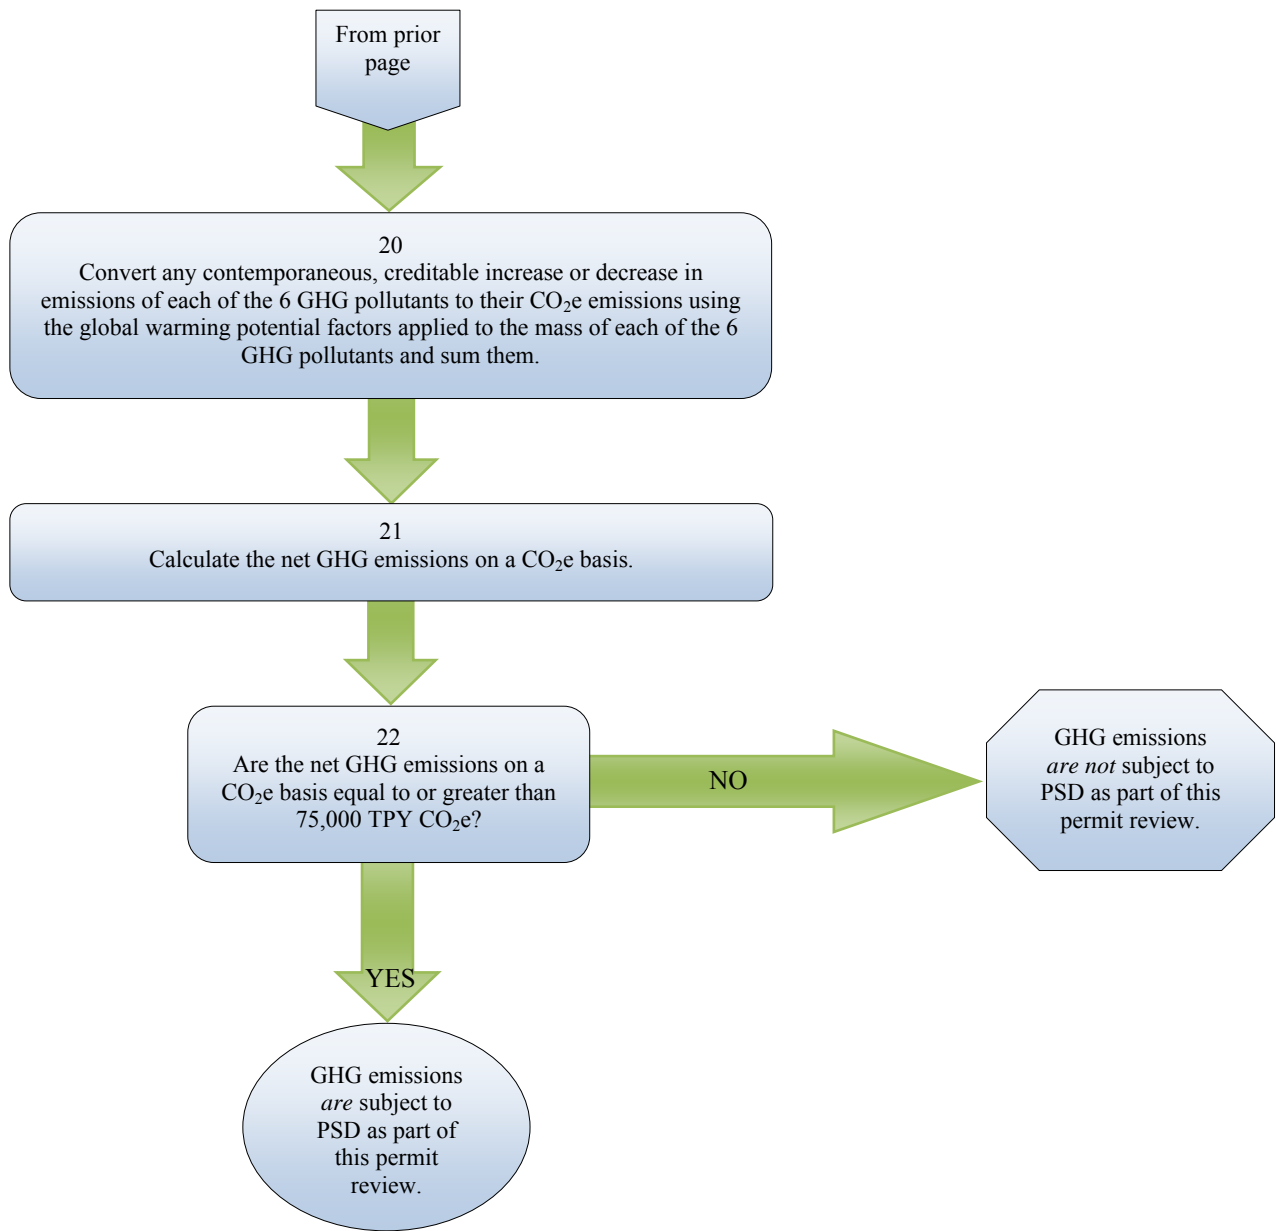 From prior
page
20
Convert any contemporaneous, creditable increase or decrease in
emissions of each of the 6 GHG pollutants to their CO₂e emissions using
the global warming potential factors applied to the mass of each of the 6
GHG pollutants and sum them.
21
Calculate the net GHG emissions on a CO₂e basis.
22
Are the net GHG emissions on a
CO₂e basis equal to or greater than
75,000 TPY CO₂e?
NO
GHG emissions
are not subject to
PSD as part of this
permit review.
YES
GHG emissions
are subject to
PSD as part of
this permit
review.